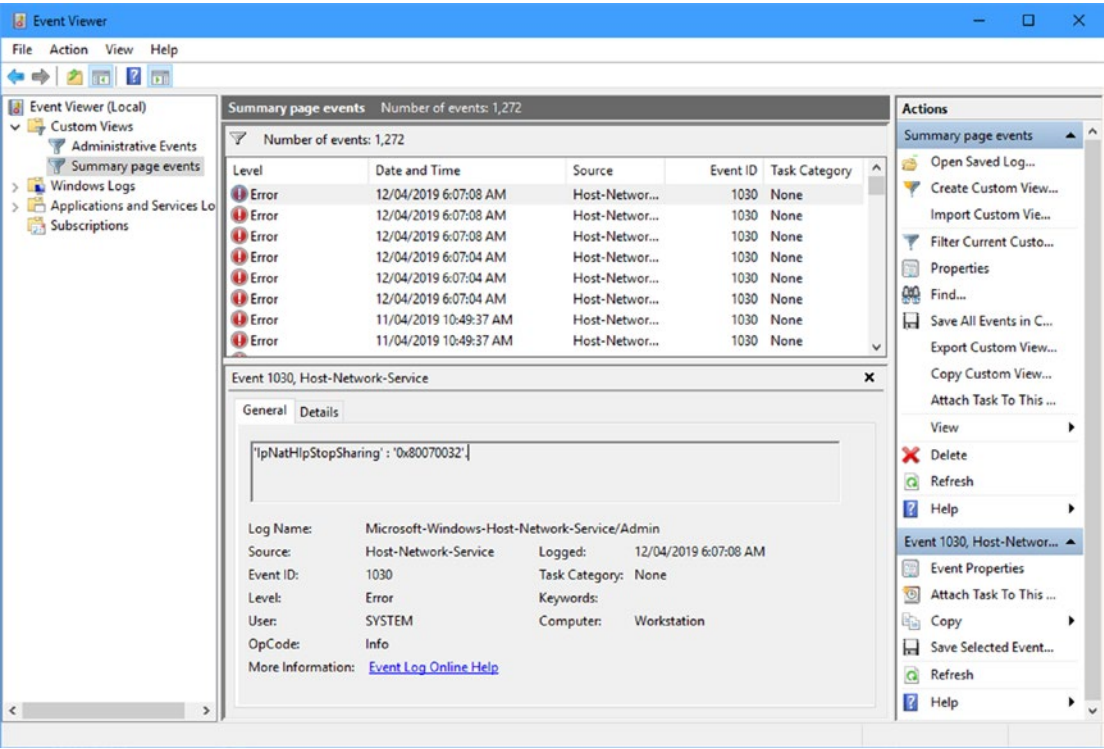 Event Viewer
File Action View Help
Event Viewer (Local)
Custom Views
Administrative Events
Summary page events
Windows Logs
Applications and Services Lo
Subscriptions
Summary page events Number of events: 1,272
Number of events: 1,272
Level Date and Time Source Event ID Task Category
Error 12/04/2019 6:07:08 AM Host-Networ... 1030 None
Error 12/04/2019 6:07:08 AM Host-Networ... 1030 None
Error 12/04/2019 6:07:08 AM Host-Networ... 1030 None
Error 12/04/2019 6:07:04 AM Host-Networ... 1030 None
Error 12/04/2019 6:07:04 AM Host-Networ... 1030 None
Error 12/04/2019 6:07:04 AM Host-Networ... 1030 None
Error 11/04/2019 10:49:37 AM Host-Networ... 1030 None
Error 11/04/2019 10:49:37 AM Host-Networ... 1030 None
Event 1030, Host-Network-Service
General Details
'IpNatHlpStopSharing' : '0x80070032'.
Log Name: Microsoft-Windows-Host-Network-Service/Admin
Source: Host-Network-Service Logged: 12/04/2019 6:07:08 AM
Event ID: 1030 Task Category: None
Level: Error Keywords:
User: SYSTEM Computer: Workstation
OpCode: Info
More Information: Event Log Online Help
Actions
Summary page events
Open Saved Log...
Create Custom View...
Import Custom Vie...
Filter Current Custo...
Properties
Find...
Save All Events in C...
Export Custom View...
Copy Custom View...
Attach Task To This ...
View
Delete
Refresh
Help
Event 1030, Host-Networ...
Event Properties
Attach Task To This ...
Copy
Save Selected Event...
Refresh
Help